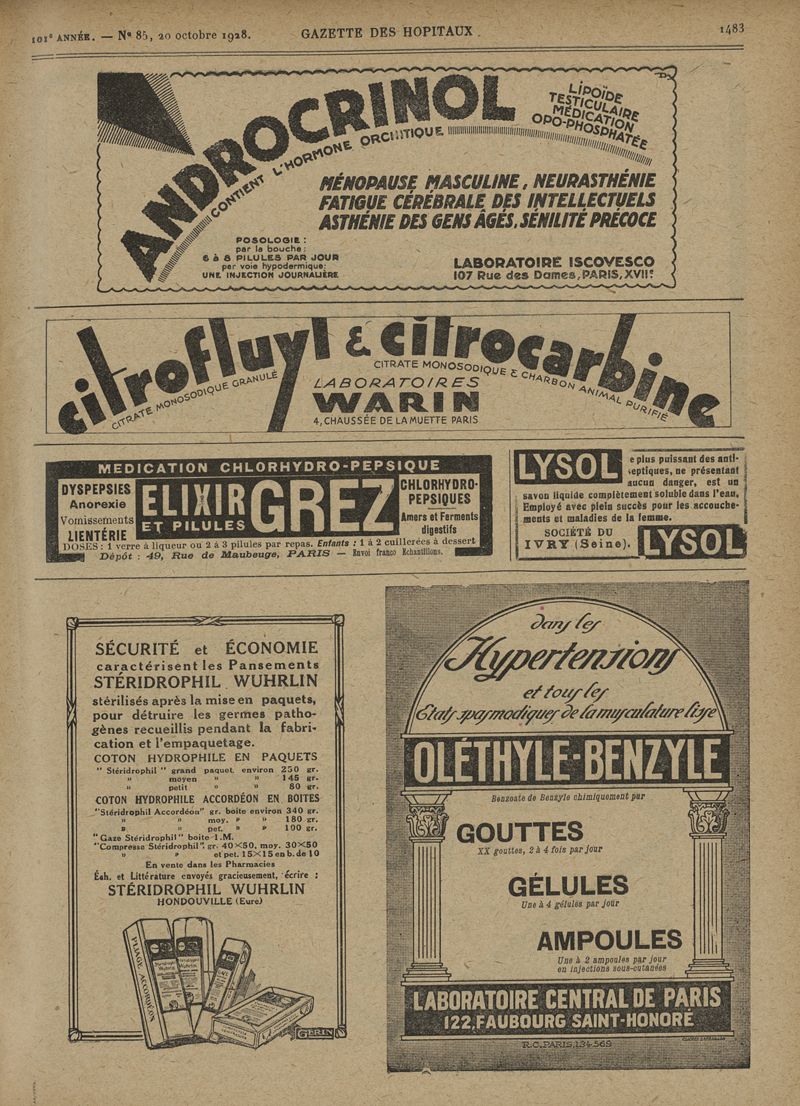 101e ANNÉE. — No 85, 20 octobre 1928.
GAZETTE DES HOPITAUX.
1483
ANDROCRINOL
CONTIENT L'HORMONE ORCHITIQUE
LIPOÏDE
TESTICULAIRE
MÉDICATION
OPO-PHOSPHATÉE
MÉNOPAUSE MASCULINE, NEURASTHÉNIE
FATIGUE CÉRÉBRALE DES INTELLECTUELS
ASTHÉNIE DES GENS ÂGÉS, SÉNILITÉ PRÉCOCE
POSOLOGIE :
par la bouche :
6 à 8 PILULES PAR JOUR
par voie hypodermique:
UNE INJECTION JOURNALIÈRE
LABORATOIRE ISCOVESCO
107 Rue des Dames, PARIS, XVIIe
citrofluyl & citrocarbine
CITRATE MONOSODIQUE GRANULÉ
CITRATE MONOSODIQUE & CHARBON ANIMAL PURIFIÉ
LABORATOIRES
WARIN
4, CHAUSSÉE DE LA MUETTE PARIS
MEDICATION CHLORHYDRO-PEPSIQUE
DYSPEPSIES
Anorexie
Vomissements
LIENTÉRIE
ELIXIR
ET PILULES
GREZ
CHLORHYDRO-
PEPSIQUES
Amers et Ferments
digestifs
DOSES : 1 verre à liqueur ou 2 à 3 pilules par repas. Enfants : 1 à 2 cuillerées à dessert
Dépôt : 49, Rue de Maubeuge, PARIS — Envoi franco Echantillons.
LYSOL
e plus puissant des anti-
septiques, ne présentant
aucun danger, est un
savon liquide complètement soluble dans l'eau.
Employé avec plein succès pour les accouche-
ments et maladies de la femme.
SOCIÉTÉ DU
IVRY (Seine).
LYSOL
SÉCURITÉ et ÉCONOMIE
caractérisent les Pansements
STÉRIDROPHIL WUHRLIN
stérilisés après la mise en paquets,
pour détruire les germes patho-
gènes recueillis pendant la fabri-
cation et l'empaquetage.
COTON HYDROPHILE EN PAQUETS
"Stéridrophil" grand paquet environ 250 gr.
" moyen " " 145 gr.
" petit " " 80 gr.
COTON HYDROPHILE ACCORDÉON EN BOITES
"Stéridrophil Accordéon" gr. boite environ 340 gr.
" " moy. " " 180 gr.
" " pet. " " 100 gr.
"Gaze Stéridrophil" boite 1 M.
"Compresse Stéridrophil". gr. 40×50, moy. 30×50
" " et pet. 15×15 en b. de 10
En vente dans les Pharmacies
Éch. et Littérature envoyés gracieusement, écrire :
STÉRIDROPHIL WUHRLIN
HONDOUVILLE (Eure)
PLIAGE ACCORDÉON
GERIN
dans les
Hypertensions
et tous les
États spasmodiques de la musculature lisse
OLÉTHYLE-BENZYLE
Benzoate de Benzyle chimiquement pur
GOUTTES
XX gouttes, 2 à 4 fois par jour
GÉLULES
Une à 4 gélules par jour
AMPOULES
Une à 2 ampoules par jour
en injections sous-cutanées
LABORATOIRE CENTRAL DE PARIS
122, FAUBOURG SAINT-HONORÉ
R.C. PARIS, 134-569